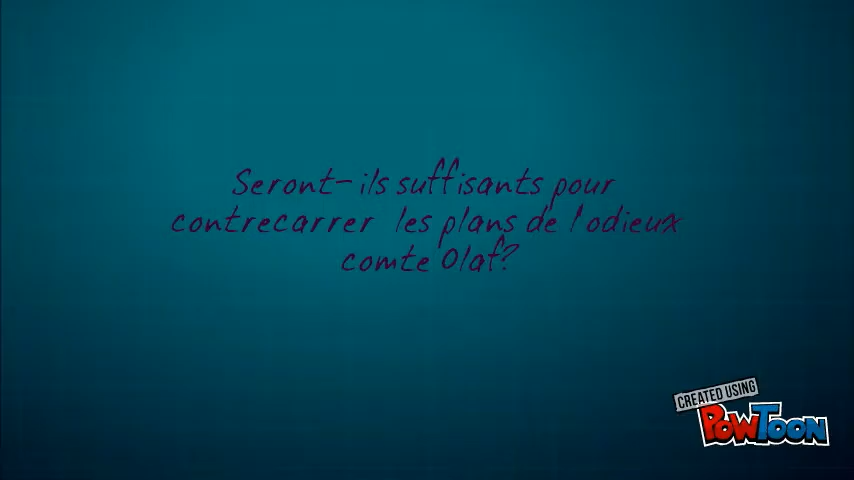 Seront-ils suffisants pour
contrecarrer les plans de l'odieux
comte Olaf?
CREATED USING
POWTOON